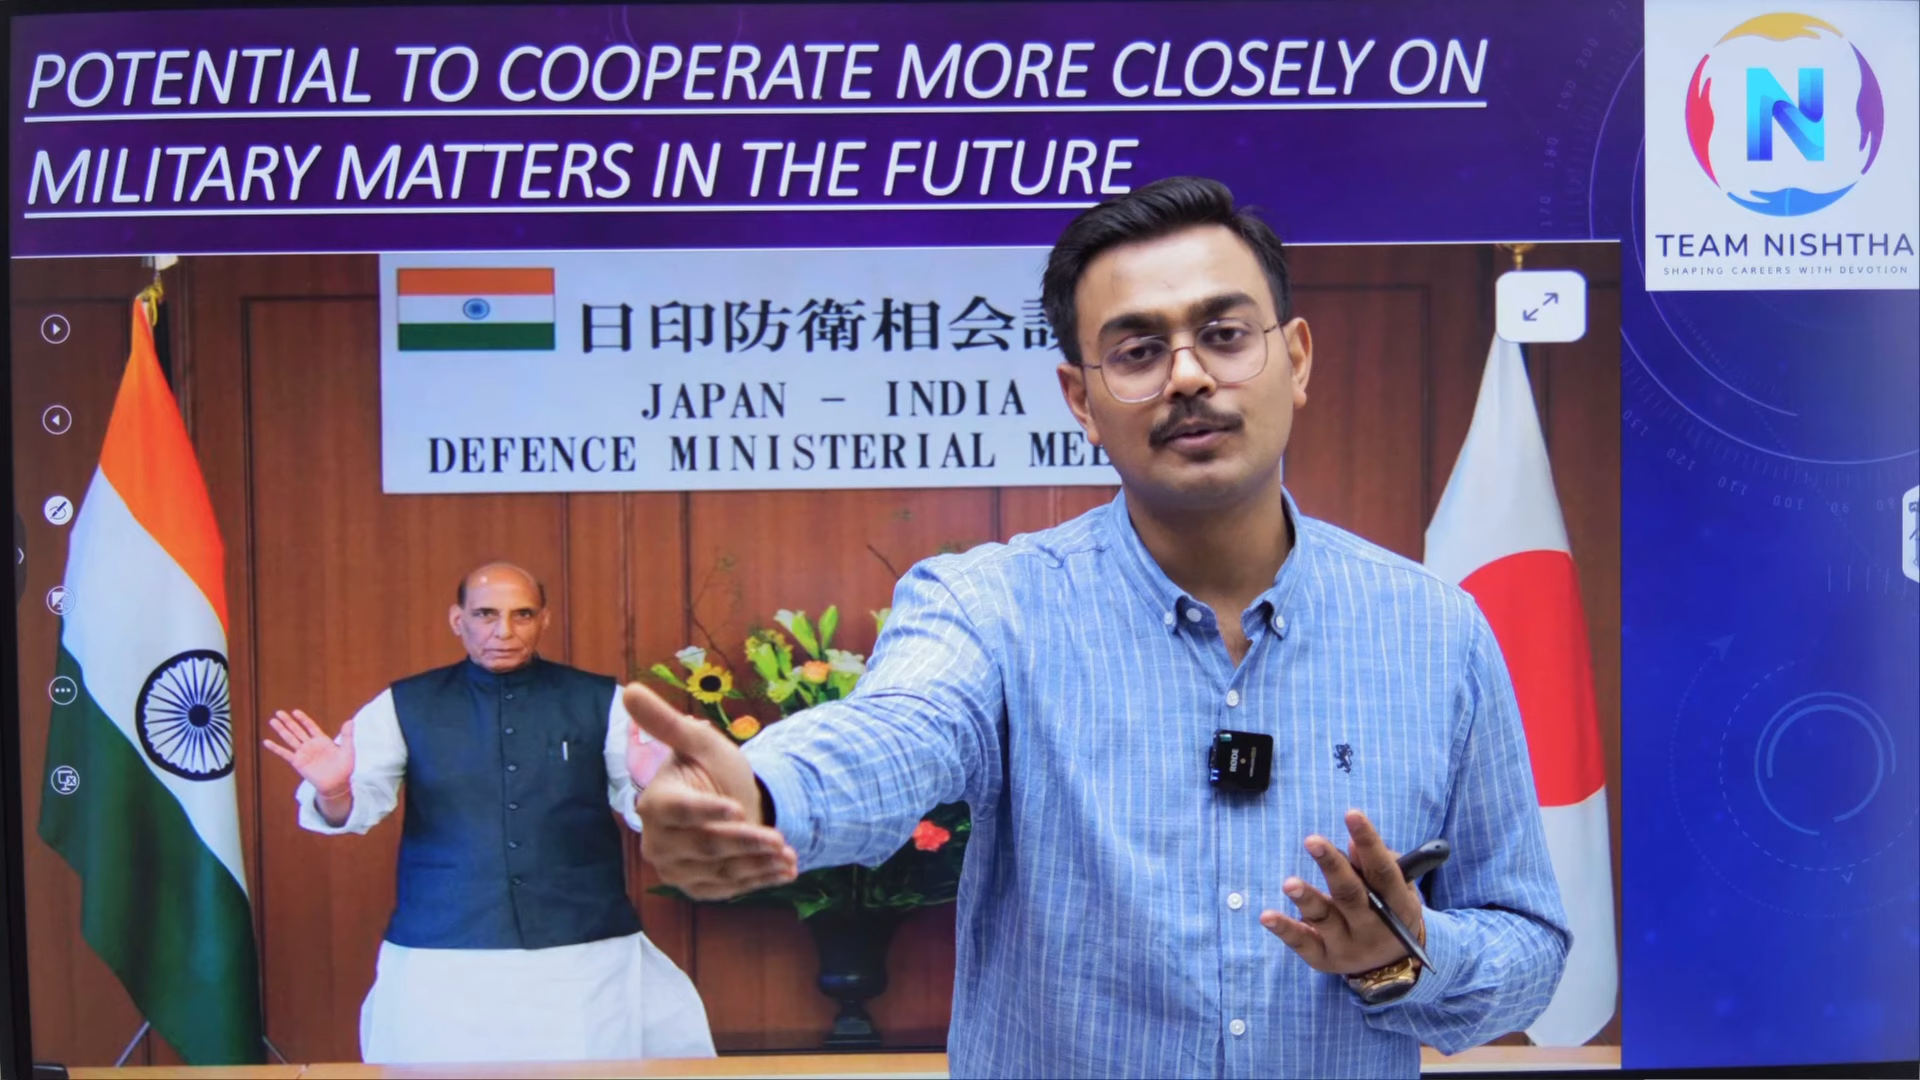 POTENTIAL TO COOPERATE MORE CLOSELY ON
MILITARY MATTERS IN THE FUTURE
N
TEAM NISHTHA
SHAPING CAREERS WITH DEVOTION
日印防衛相会
JAPAN - INDIA
DEFENCE MINISTERIAL
RODE